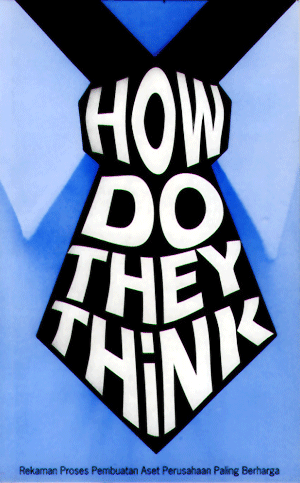 HOW
DO
THEY
THiNK
Rekaman Proses Pembuatan Aset Perusahaan Paling Berharga